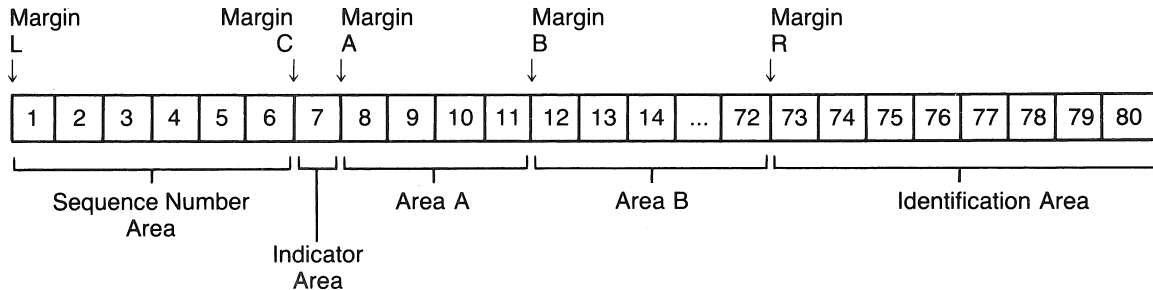 Margin Margin Margin Margin Margin
L C A B R
1 2 3 4 5 6 7 8 9 10 11 12 13 14 ... 72 73 74 75 76 77 78 79 80
Sequence Number Area A Area B Identification Area
Area
Indicator
Area